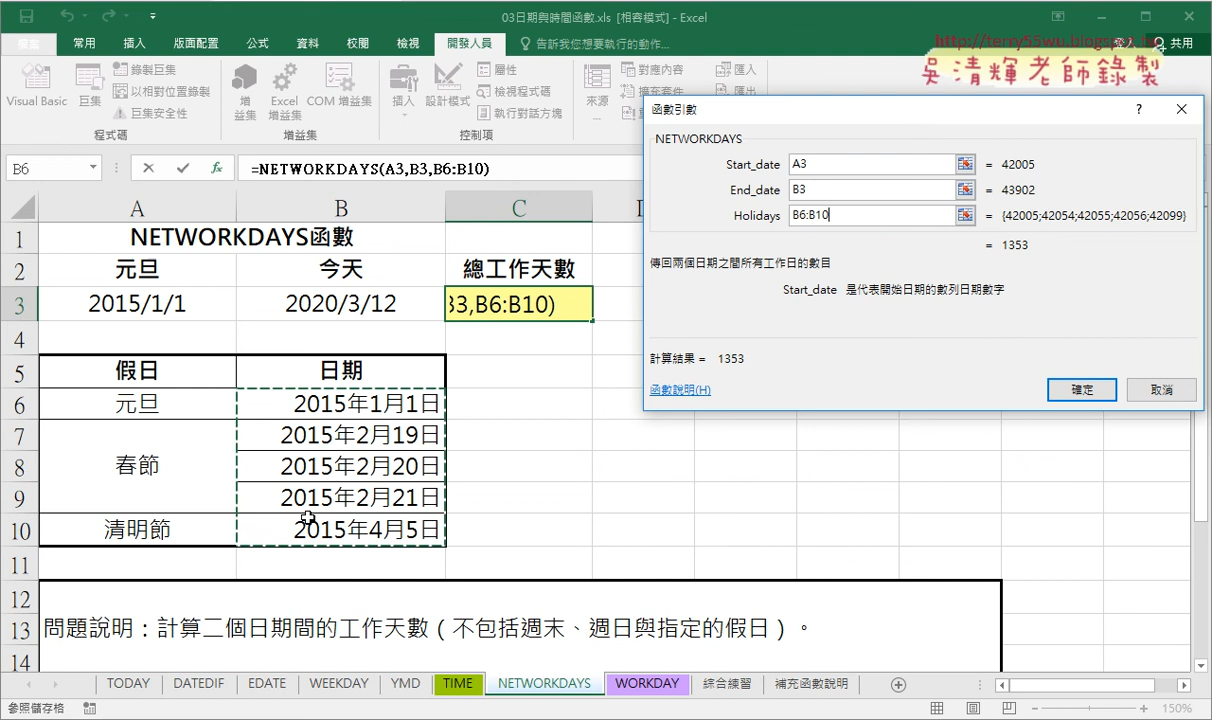 03日期與時間函數.xls [相容模式] - Excel
http://terry55wu.blogspot.tw
吳清輝老師錄製
常用 插入 版面配置 公式 資料 校閱 檢視 開發人員 告訴我您想要執行的動作... 登入 共用
Visual Basic 巨集 錄製巨集 以相對位置錄製 巨集安全性
程式碼
增益集 Excel 增益集 COM 增益集
增益集
插入 設計模式 屬性 檢視程式碼 執行對話方塊
控制項
來源... 對應內容 擴充套件 匯入 匯出
B6 =NETWORKDAYS(A3,B3,B6:B10)
函數引數
NETWORKDAYS
Start_date A3 = 42005
End_date B3 = 43902
Holidays B6:B10 = {42005;42054;42055;42056;42099}
= 1353
傳回兩個日期之間所有工作日的數目
Start_date 是代表開始日期的數列日期數字
計算結果 = 1353
函數說明(H) 確定 取消
A B C
1 NETWORKDAYS函數
2 元旦 今天 總工作天數
3 2015/1/1 2020/3/12 B3,B6:B10)
4
5 假日 日期
6 元旦 2015年1月1日
7 2015年2月19日
8 春節 2015年2月20日
9 2015年2月21日
10 清明節 2015年4月5日
11
12
13 問題說明：計算二個日期間的工作天數（不包括週末、週日與指定的假日）。
14
TODAY DATEDIF EDATE WEEKDAY YMD TIME NETWORKDAYS WORKDAY 綜合練習 補充函數說明
參照儲存格 150%